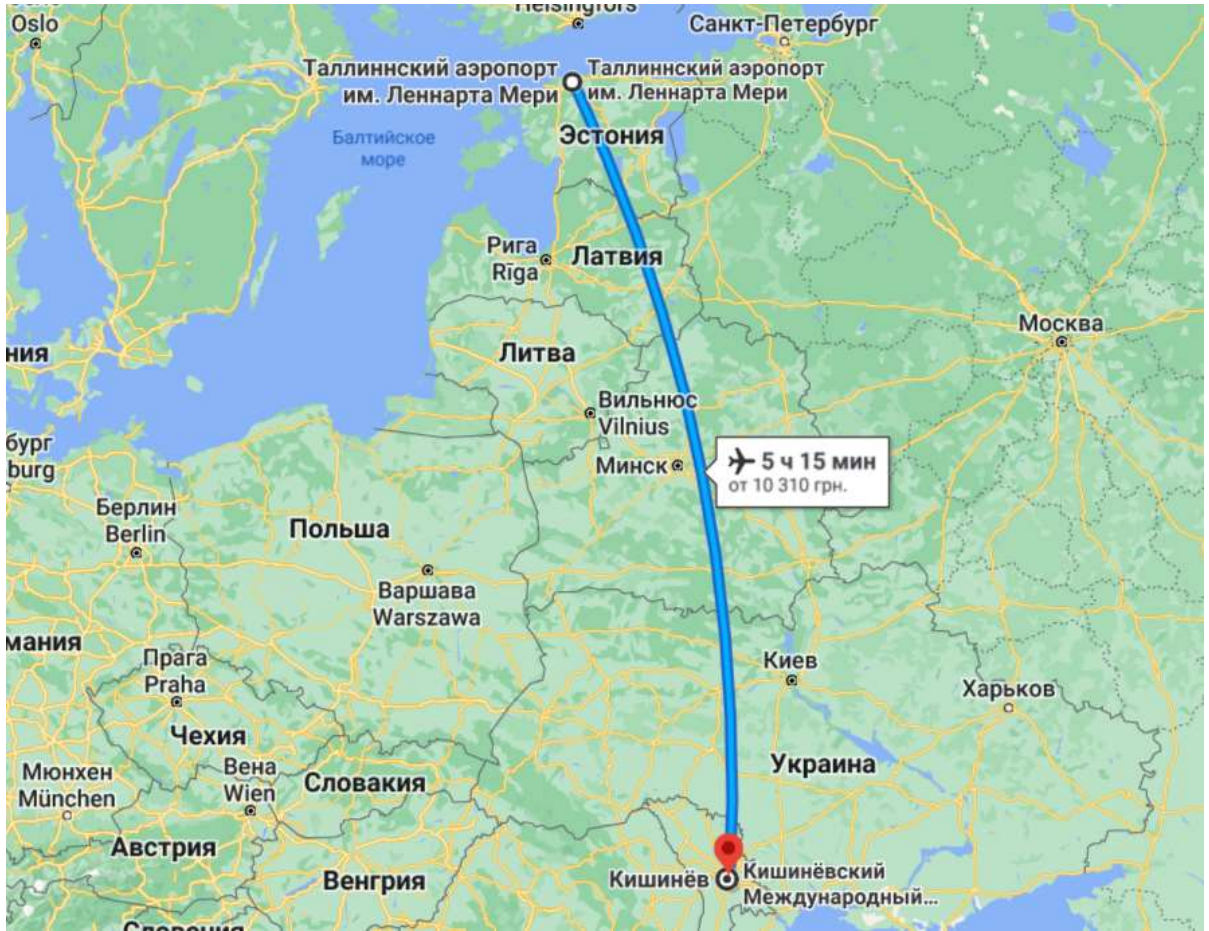 Oslo
Helsingfors
Санкт-Петербург
Таллиннский аэропорт
им. Леннарта Мери
Таллиннский аэропорт
им. Леннарта Мери
Балтийское
море
Эстония
Рига
Rīga
Латвия
Москва
ния
Литва
Вильнюс
Vilnius
бург
burg
Минск
5 ч 15 мин
от 10 310 грн.
Берлин
Berlin
Польша
Варшава
Warszawa
мания
Прага
Praha
Киев
Харьков
Чехия
Мюнхен
München
Вена
Wien
Словакия
Украина
Австрия
Венгрия
Кишинёв
Кишинёвский
Международный...
Словения